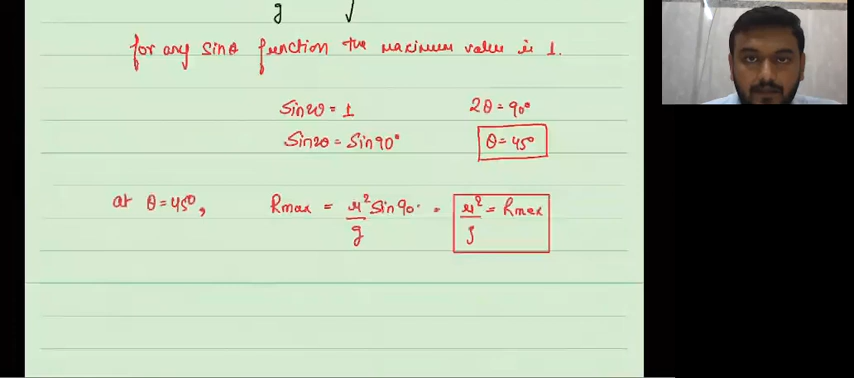 g
for any sinθ function the maximum value is 1.
Sin2θ = 1 2θ = 90°
Sin2θ = Sin90° θ = 45°
at θ = 45°, Rmax = u²Sin90°/g = u²/g = Rmax